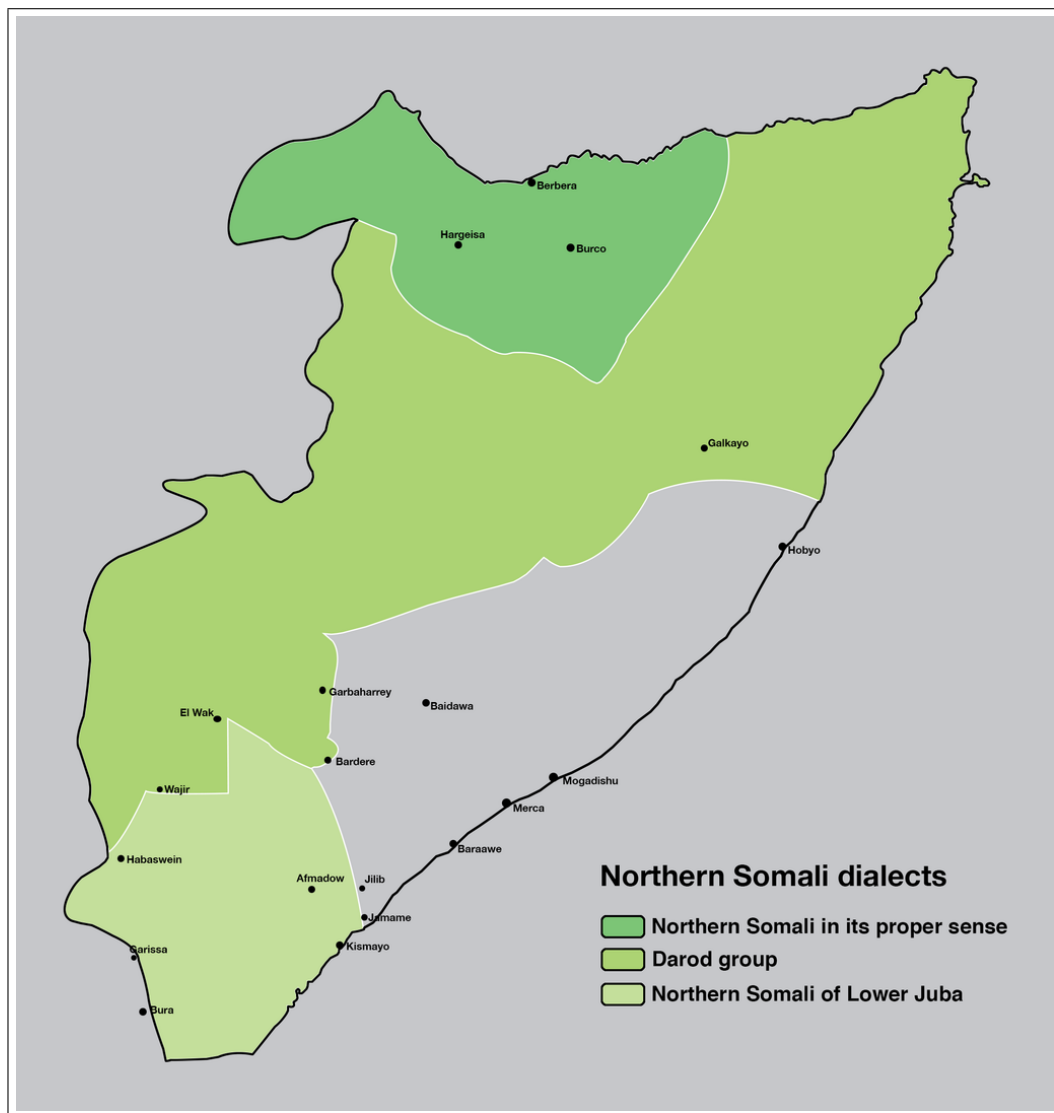 Berbera
Hargeisa
Burco
Galkayo
Hobyo
Garbaharrey
Baidawa
El Wak
Bardere
Mogadishu
Wajir
Merca
Baraawe
Habaswein
Afmadow
Jilib
Jamame
Kismayo
Garissa
Bura
Northern Somali dialects
Northern Somali in its proper sense
Darod group
Northern Somali of Lower Juba